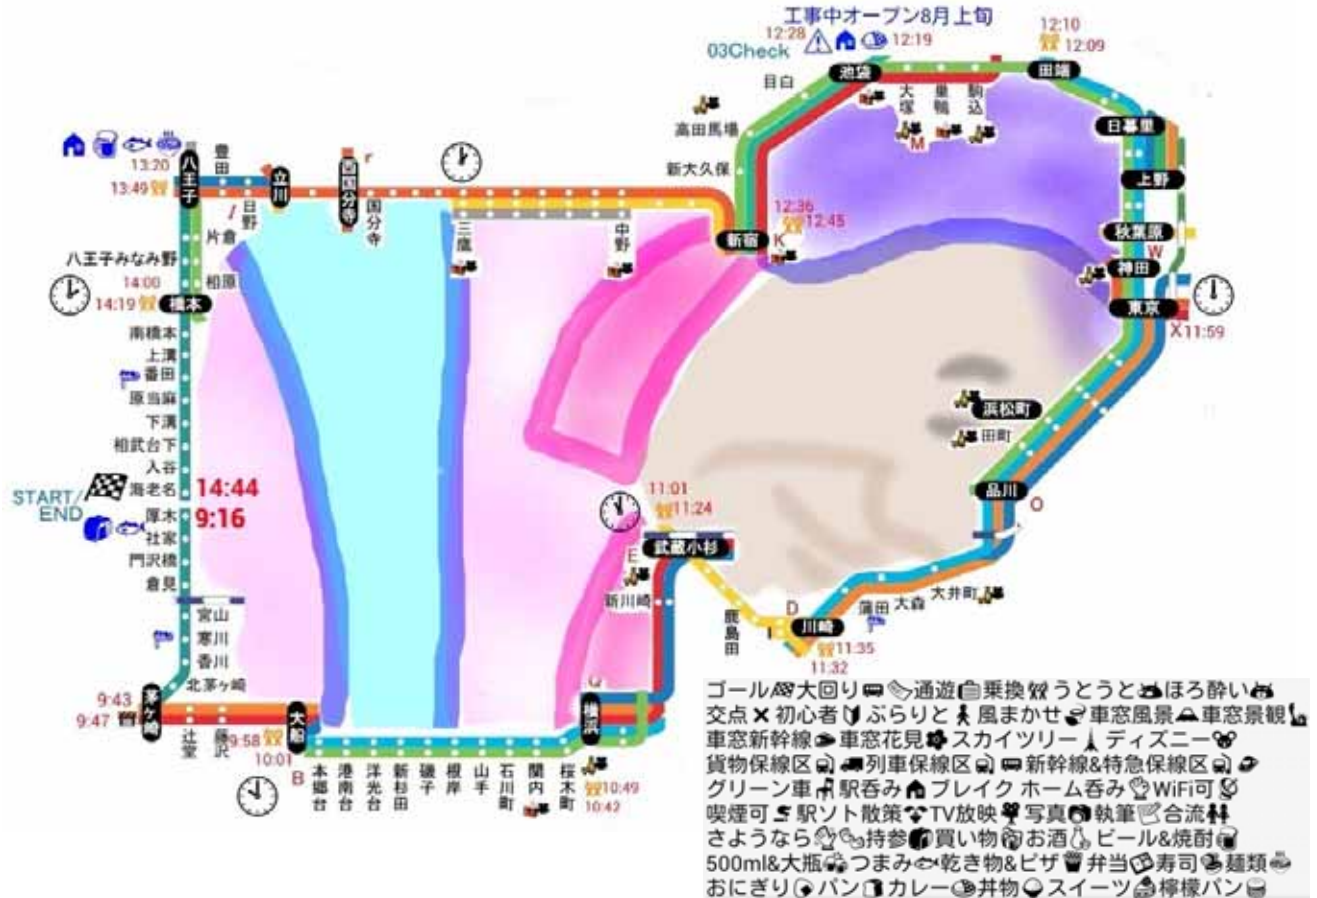 工事中オープン8月上旬
12:28
12:19
03Check
12:10
12:09
池袋
田端
目白
大塚
巣鴨
駒込
M
高田馬場
新大久保
日暮里
上野
秋葉原
W
神田
東京
X11:59
12:36
12:45
新宿
K
13:20
13:49
八王子
豊田
日野
立川
r
国分寺
三鷹
中野
片倉
八王子みなみ野
相原
14:00
14:19
橋本
南橋本
上溝
番田
原当麻
下溝
相武台下
入谷
海老名
14:44
START/
END
厚木
9:16
社家
門沢橋
倉見
宮山
寒川
香川
北茅ヶ崎
9:43
9:47
茅ヶ崎
辻堂
藤沢
9:58
10:01
大船
B
本郷台
港南台
洋光台
新杉田
磯子
根岸
山手
石川町
関内
桜木町
横浜
10:49
10:42
11:01
11:24
武蔵小杉
E
新川崎
鹿島田
D
川崎
11:35
11:32
蒲田
大森
大井町
品川
O
浜松町
田町
ゴール大回り通遊乗換うとうとほろ酔い
交点初心者ぶらりと風まかせ車窓風景車窓景観
車窓新幹線車窓花見スカイツリーディズニー
貨物保線区列車保線区新幹線&特急保線区
グリーン車駅呑みブレイク ホーム呑みWiFi可
喫煙可駅ソト散策TV放映写真執筆合流
さようなら持参買い物お酒ビール&焼酎
500ml&大瓶つまみ乾き物&ピザ弁当寿司麺類
おにぎりパンカレー丼物スイーツ檸檬パン